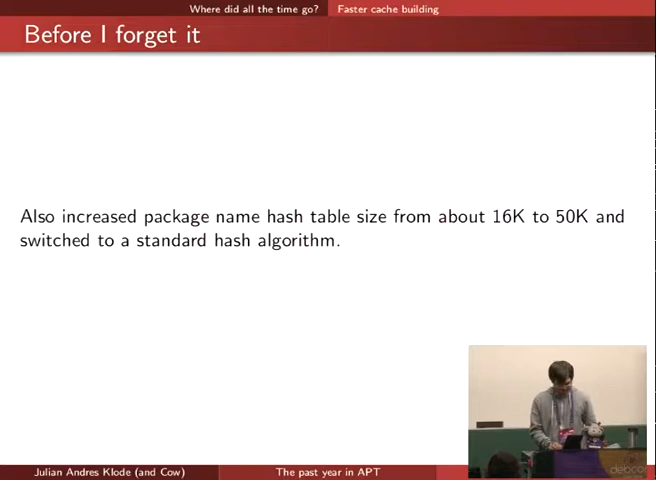 Where did all the time go? Faster cache building
Before I forget it
Also increased package name hash table size from about 16K to 50K and
switched to a standard hash algorithm.
Julian Andres Klode (and Cow) The past year in APT